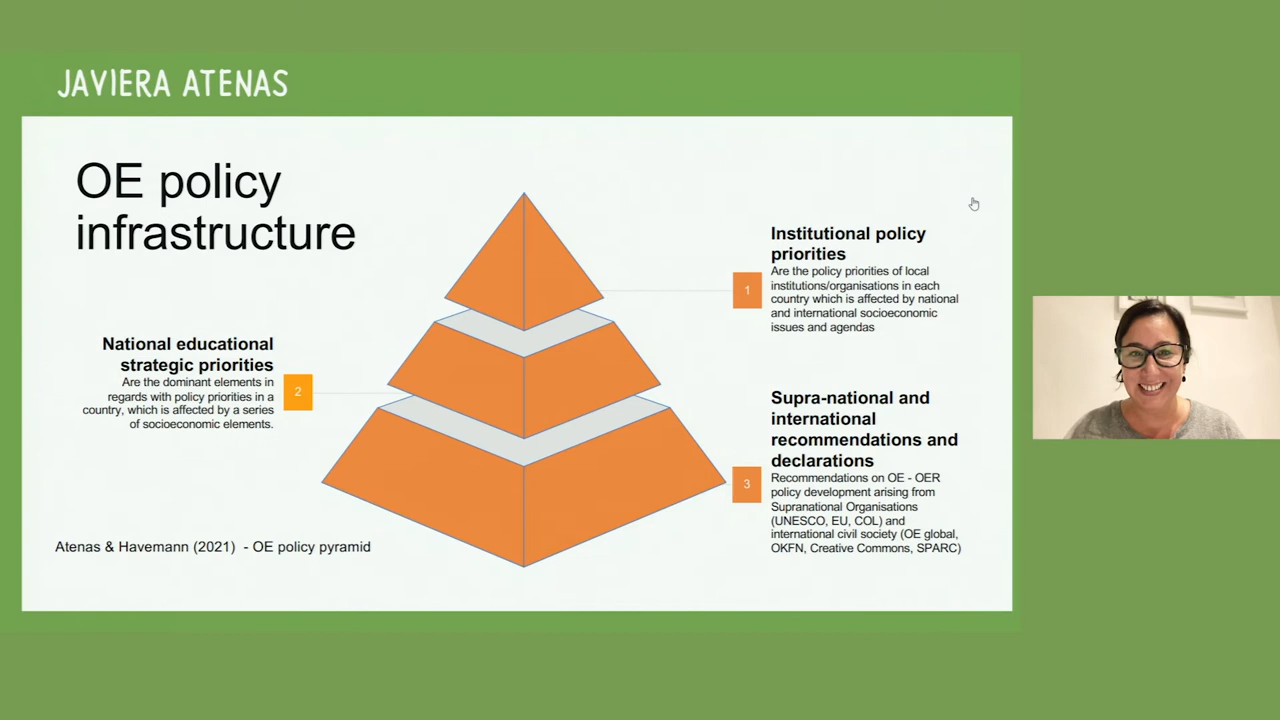 JAVIERA ATENAS
OE policy
infrastructure
1
Institutional policy
priorities
Are the policy priorities of local
institutions/organisations in each
country which is affected by national
and international socioeconomic
issues and agendas
National educational
strategic priorities
Are the dominant elements in
regards with policy priorities in a
country, which is affected by a series
of socioeconomic elements.
2
3
Supra-national and
international
recommendations and
declarations
Recommendations on OE - OER
policy development arising from
Supranational Organisations
(UNESCO, EU, COL) and
international civil society (OE global,
OKFN, Creative Commons, SPARC)
Atenas & Havemann (2021) - OE policy pyramid